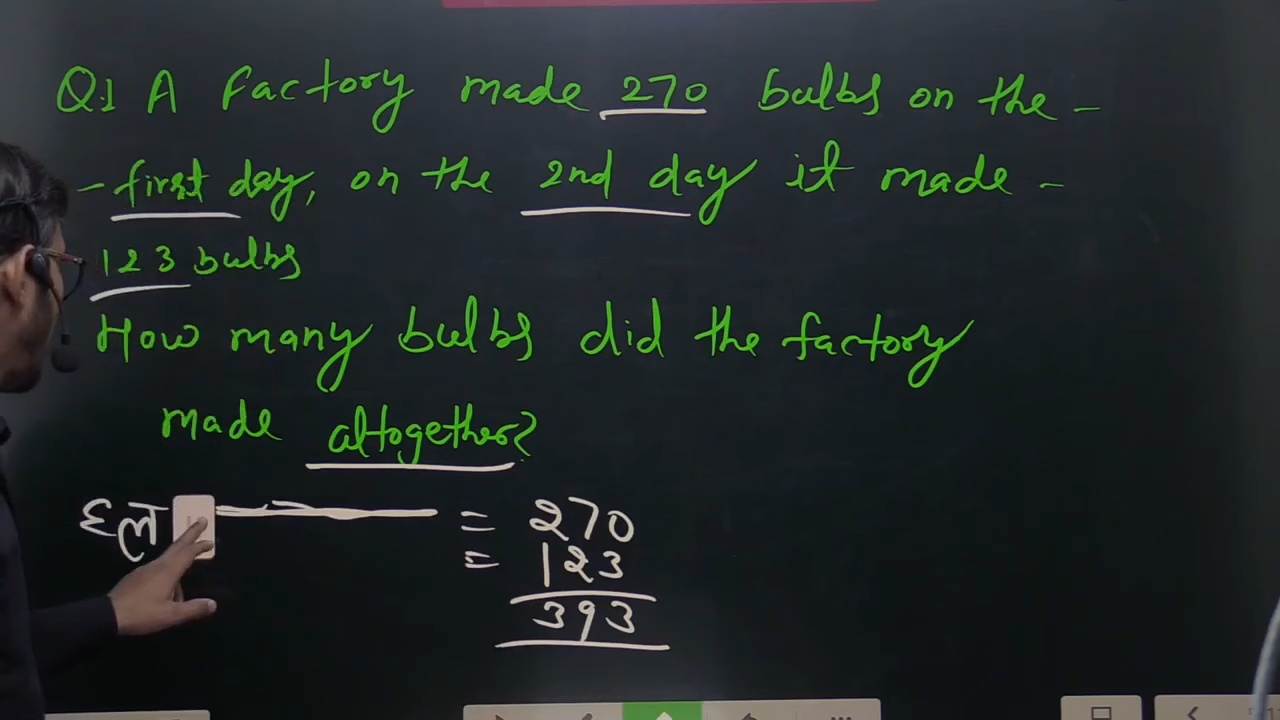 Q.1 A factory made 270 bulbs on the -
- first day, on the 2nd day it made -
123 bulbs
How many bulbs did the factory
made altogether?
हल = 270
= 123
393